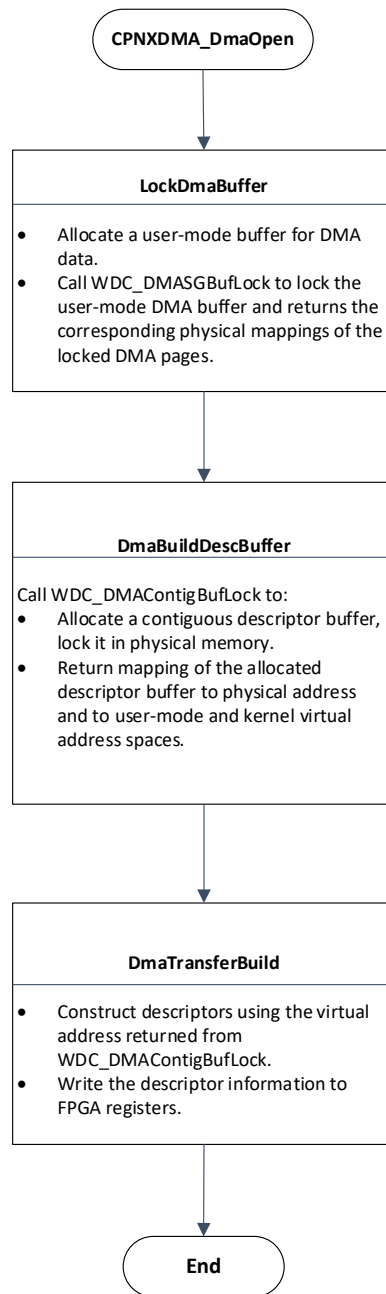 CPNXDMA_DmaOpen
LockDmaBuffer
• Allocate a user-mode buffer for DMA
data.
• Call WDC_DMASGBufLock to lock the
user-mode DMA buffer and returns the
corresponding physical mappings of the
locked DMA pages.
DmaBuildDescBuffer
Call WDC_DMAContigBufLock to:
• Allocate a contiguous descriptor buffer,
lock it in physical memory.
• Return mapping of the allocated
descriptor buffer to physical address
and to user-mode and kernel virtual
address spaces.
DmaTransferBuild
• Construct descriptors using the virtual
address returned from
WDC_DMAContigBufLock.
• Write the descriptor information to
FPGA registers.
End